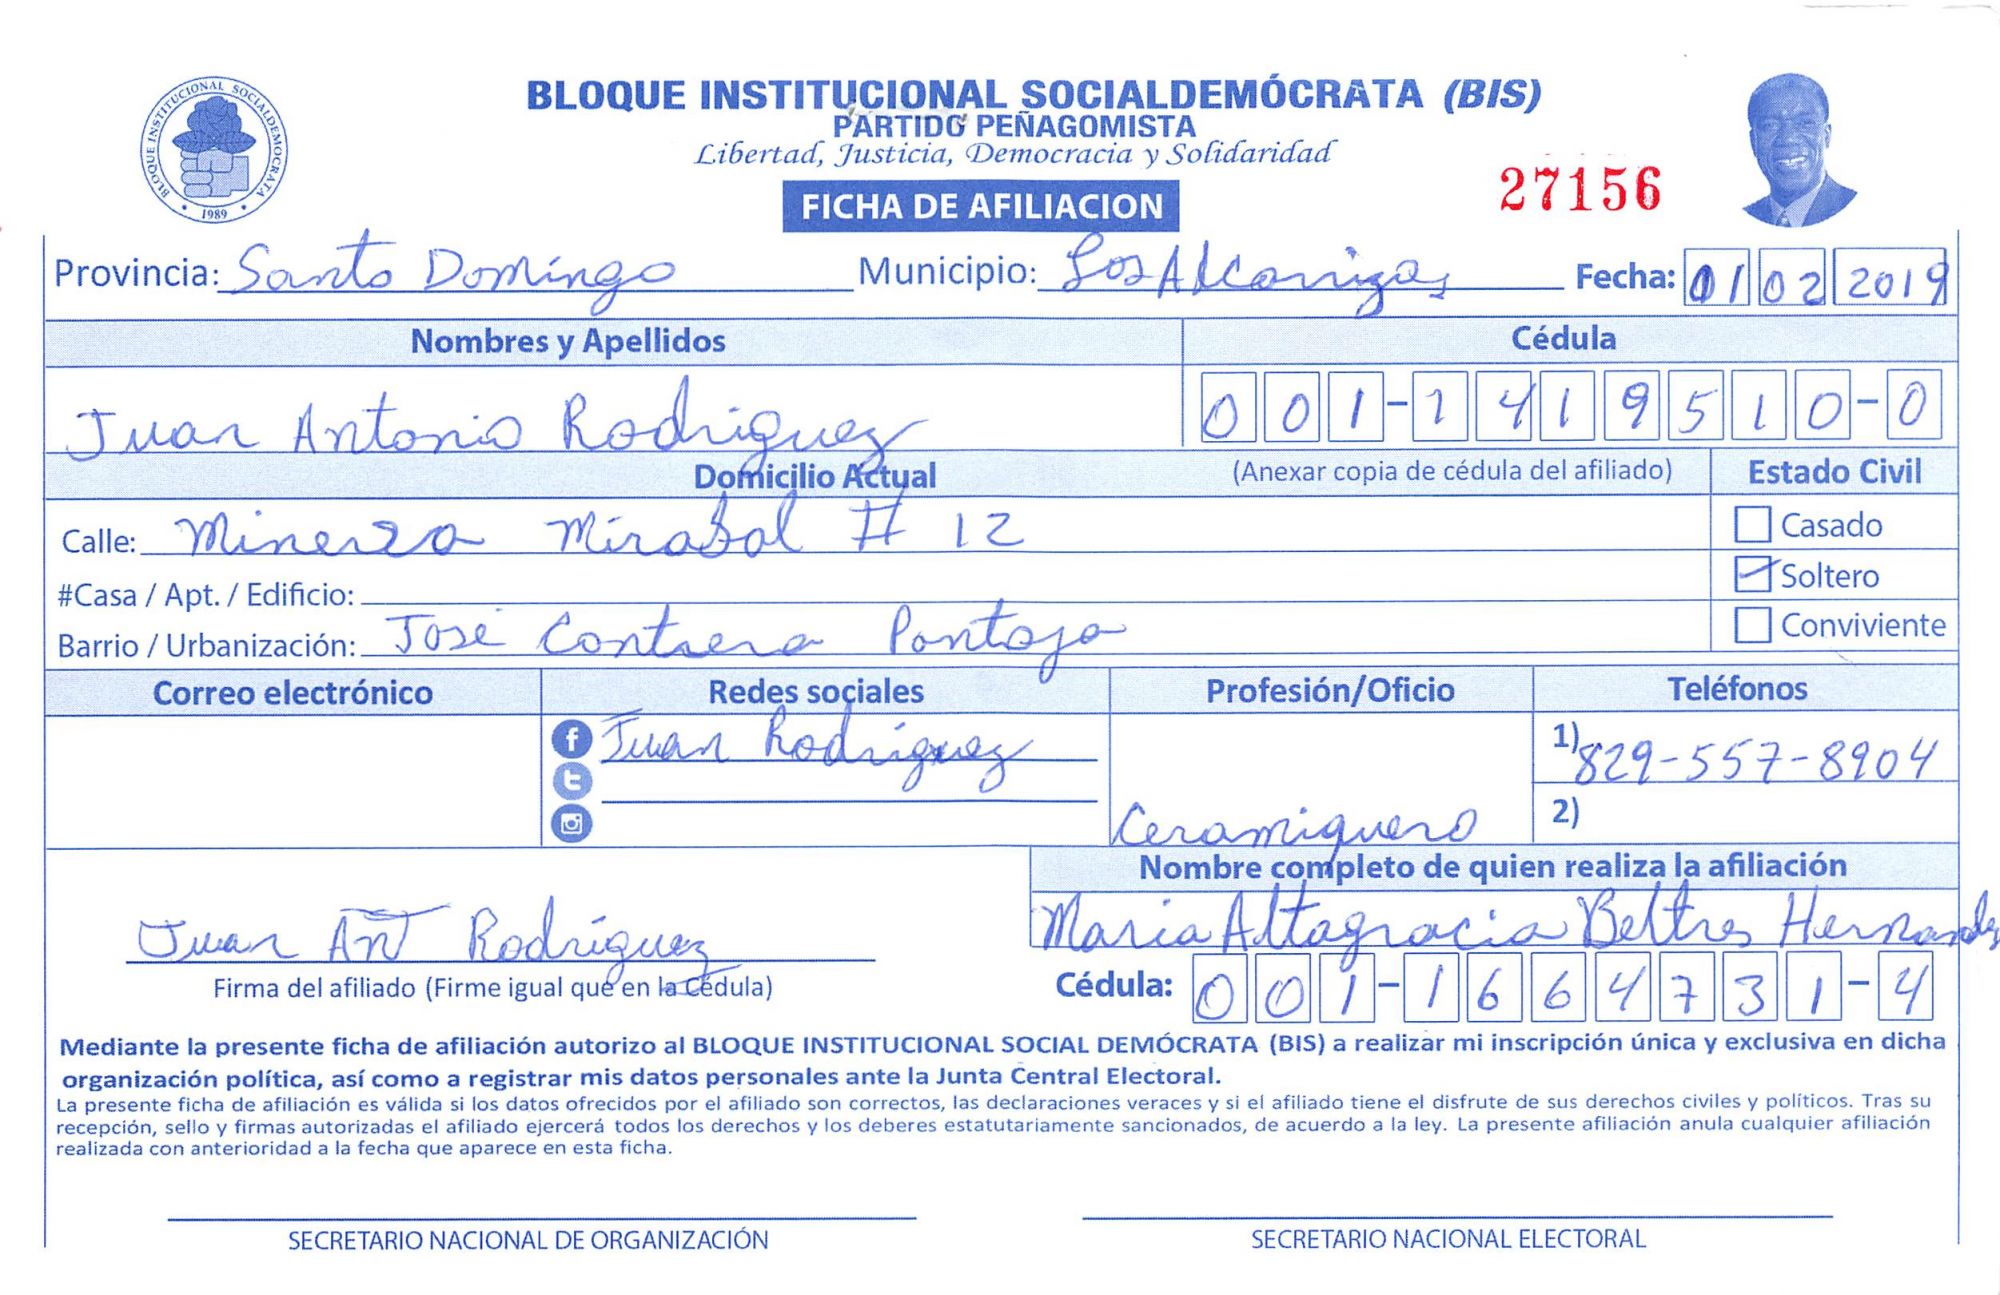 BLOQUE INSTITUCIONAL SOCIALDEMÓCRATA (BIS)
PARTIDO PEÑAGOMISTA
Libertad, Justicia, Democracia y Solidaridad
BLOQUE INSTITUCIONAL SOCIALDEMOCRATA
• 1989 •
27156
FICHA DE AFILIACION
Provincia: Santo Domingo Municipio: Los Alcarrizos Fecha: 01 02 2019
Nombres y Apellidos Cédula
Juan Antonio Rodriguez 001-1419510-0
Domicilio Actual (Anexar copia de cédula del afiliado) Estado Civil
Calle: Minerva Mirabal # 12 Casado
#Casa / Apt. / Edificio: Soltero
Barrio / Urbanización: José Contrera Pantoja Conviviente
Correo electrónico Redes sociales Profesión/Oficio Teléfonos
Juan Rodriguez 1) 829-557-8904
Ceramiquero 2)
Nombre completo de quien realiza la afiliación
Juan Ant Rodriguez Maria Altagracia Beltres Hernandez
Firma del afiliado (Firme igual que en la Cédula) Cédula: 001-1664731-4
Mediante la presente ficha de afiliación autorizo al BLOQUE INSTITUCIONAL SOCIAL DEMÓCRATA (BIS) a realizar mi inscripción única y exclusiva en dicha
organización política, así como a registrar mis datos personales ante la Junta Central Electoral.
La presente ficha de afiliación es válida si los datos ofrecidos por el afiliado son correctos, las declaraciones veraces y si el afiliado tiene el disfrute de sus derechos civiles y políticos. Tras su
recepción, sello y firmas autorizadas el afiliado ejercerá todos los derechos y los deberes estatutariamente sancionados, de acuerdo a la ley. La presente afiliación anula cualquier afiliación
realizada con anterioridad a la fecha que aparece en esta ficha.
SECRETARIO NACIONAL DE ORGANIZACIÓN SECRETARIO NACIONAL ELECTORAL